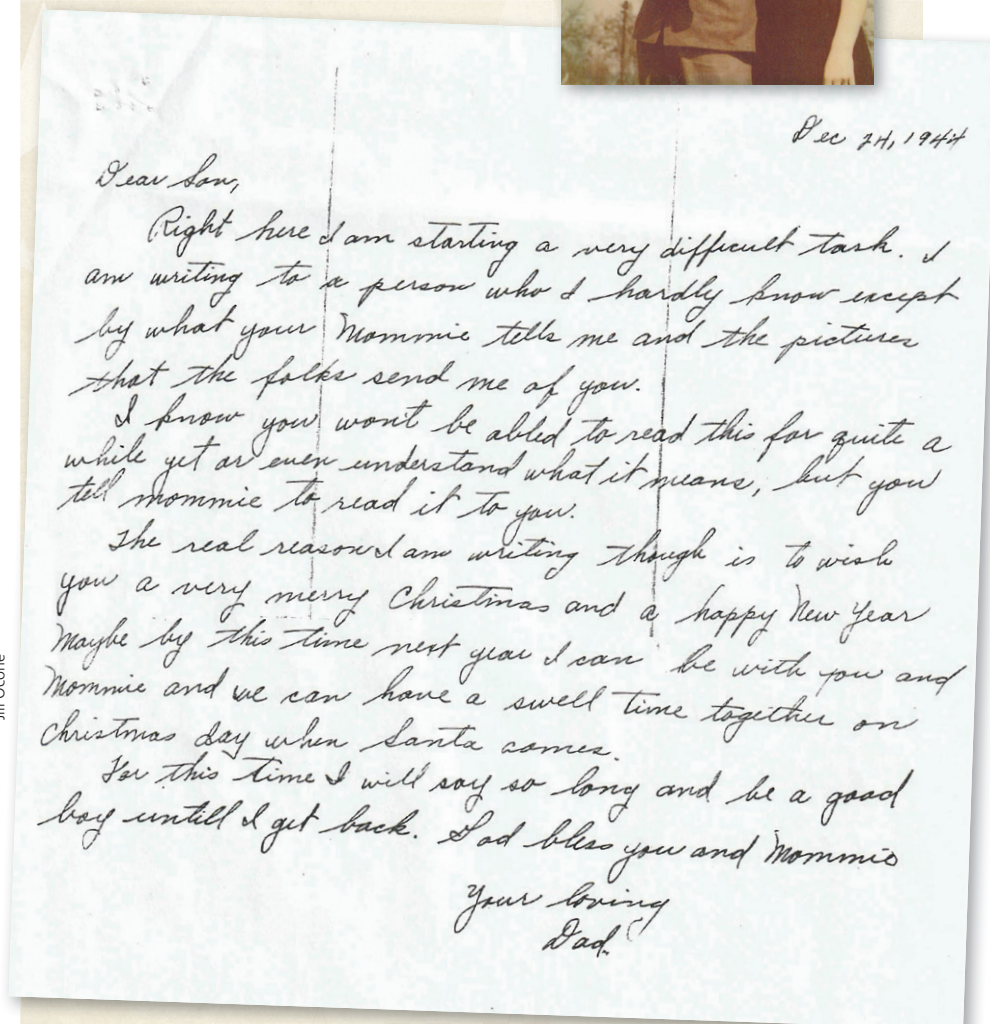 Dec 24, 1944
Dear Son,
Right here I am starting a very difficult task. I
am writing to a person who I hardly know except
by what your Mommie tells me and the pictures
that the folks send me of you.
I know you won't be abled to read this for quite a
while yet or even understand what it means, but you
tell mommie to read it to you.
The real reason I am writing though is to wish
you a very merry Christmas and a happy New Year
Maybe by this time next year I can be with you and
Mommie and we can have a swell time together on
Christmas day when Santa comes.
For this time I will say so long and be a good
boy untill I get back. God bless you and Mommie
Your loving
Dad.
Jill Ocone